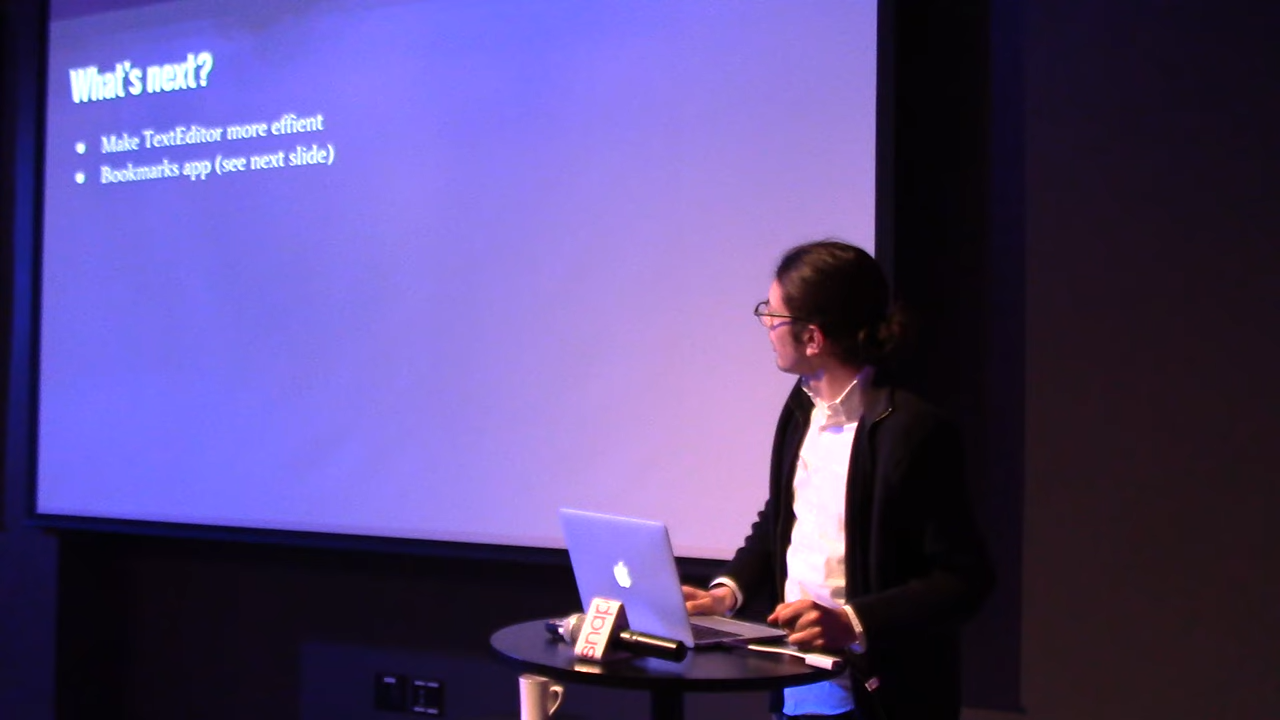 What's next?
Make TextEditor more effient
Bookmarks app (see next slide)
snap